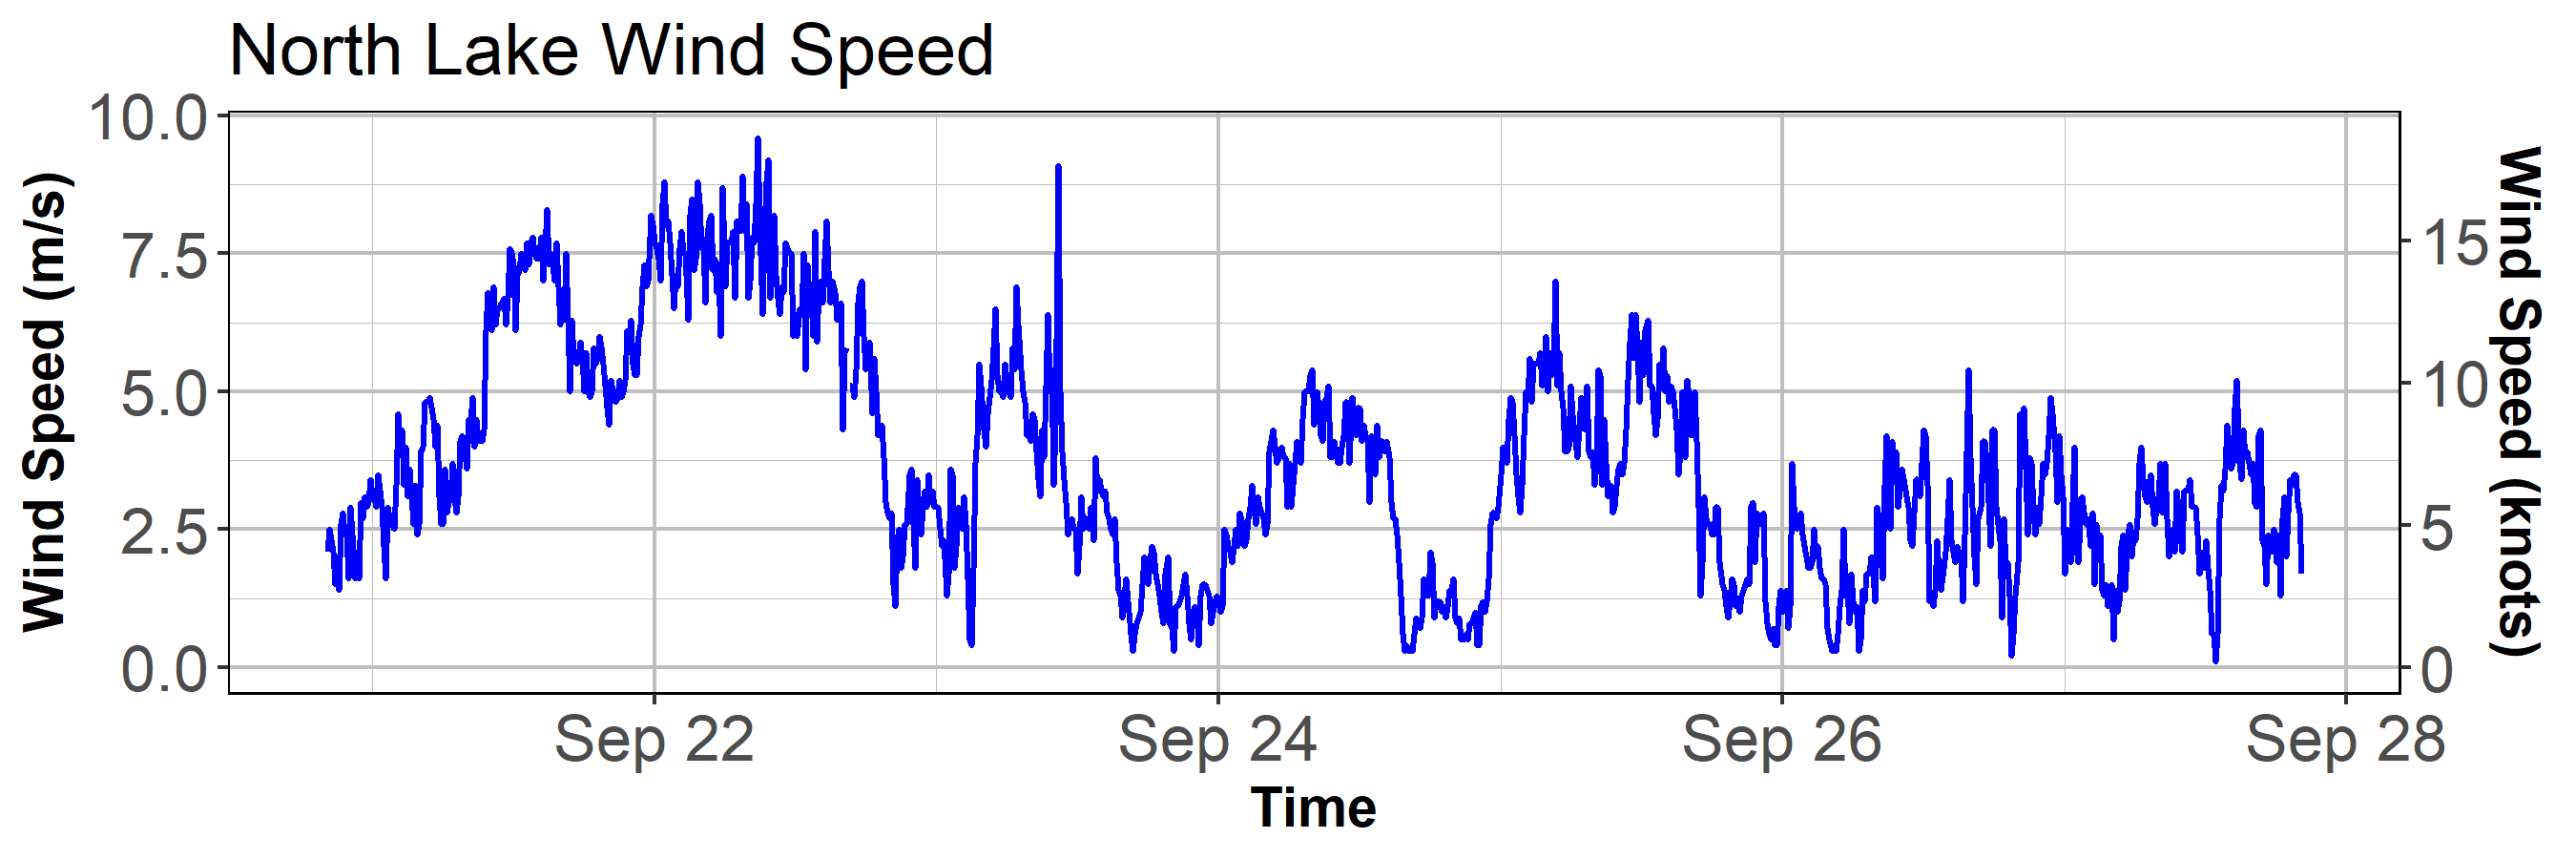 North Lake Wind Speed
Wind Speed (m/s)
10.0
7.5
5.0
2.5
0.0
Wind Speed (knots)
15
10
5
0
Sep 22
Sep 24
Sep 26
Sep 28
Time